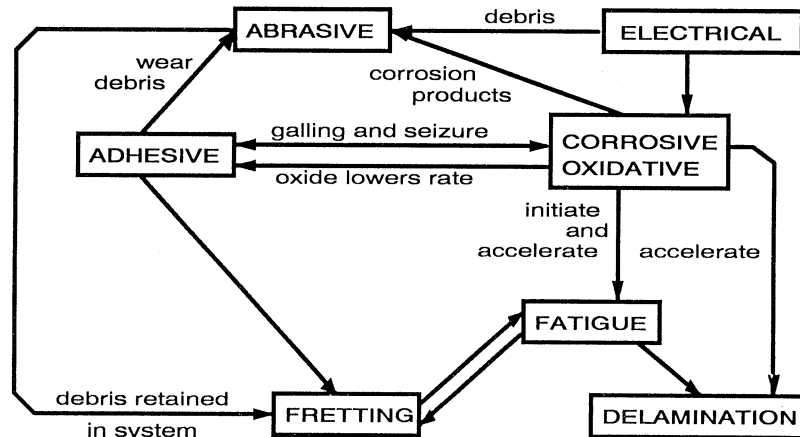 debris
ABRASIVE
ELECTRICAL
wear
debris
corrosion
products
galling and seizure
ADHESIVE
CORROSIVE
OXIDATIVE
oxide lowers rate
initiate
and
accelerate
accelerate
FATIGUE
debris retained
in system
FRETTING
DELAMINATION